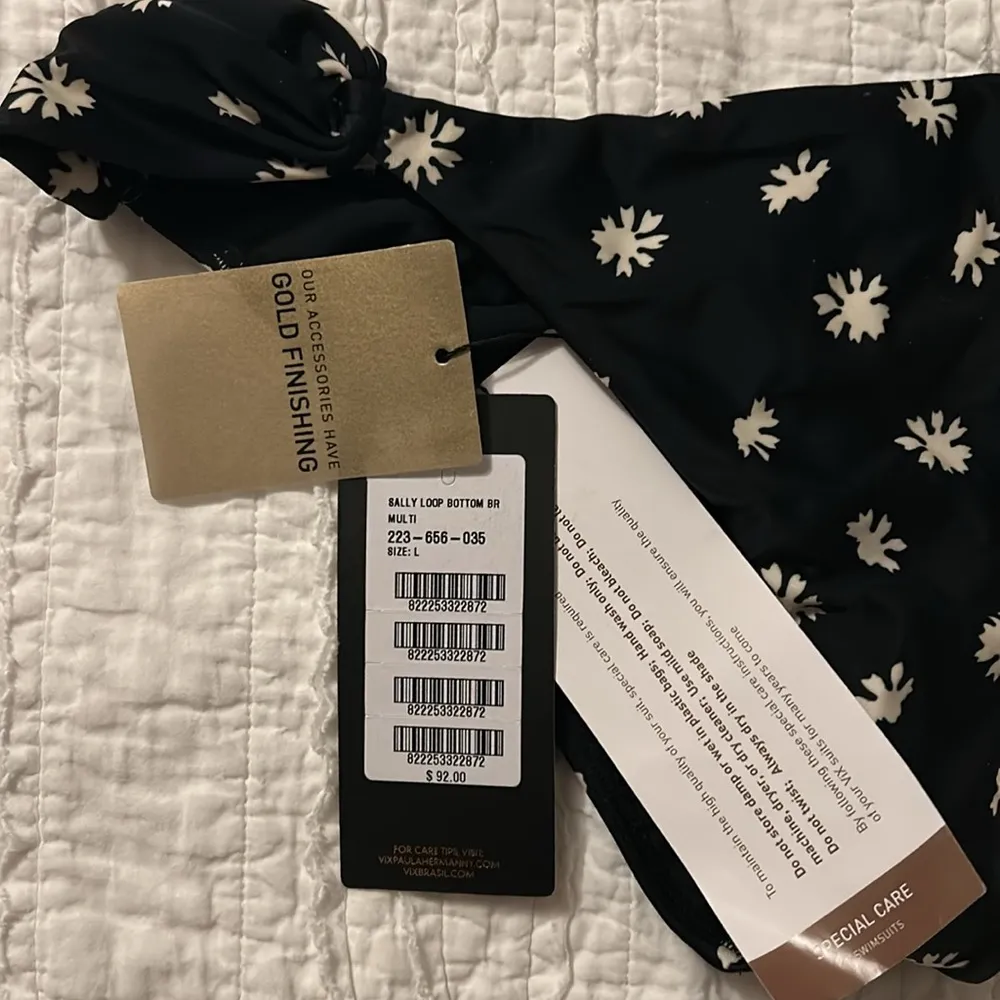 OUR ACCESSORIES HAVE
GOLD FINISHING
SALLY LOOP BOTTOM BR
MULTI
223-656-035
SIZE: L
822253322872
822253322872
822253322872
822253322872
$ 92.00
FOR CARE TIPS, VISIT:
VIXPAULAHERMANNY.COM
VIXBRASIL.COM
To maintain the high quality of your suit, special care is required
Do not store damp or wet in plastic bags; Hand wash only; Do not
machine, dryer, or dry cleaner; Use mild soap; Do not bleach; Do not
Do not twist; Always dry in the shade
By following these special care instructions, you will ensure the quality
of your ViX suits for many years to come
SPECIAL CARE
SWIMSUITS